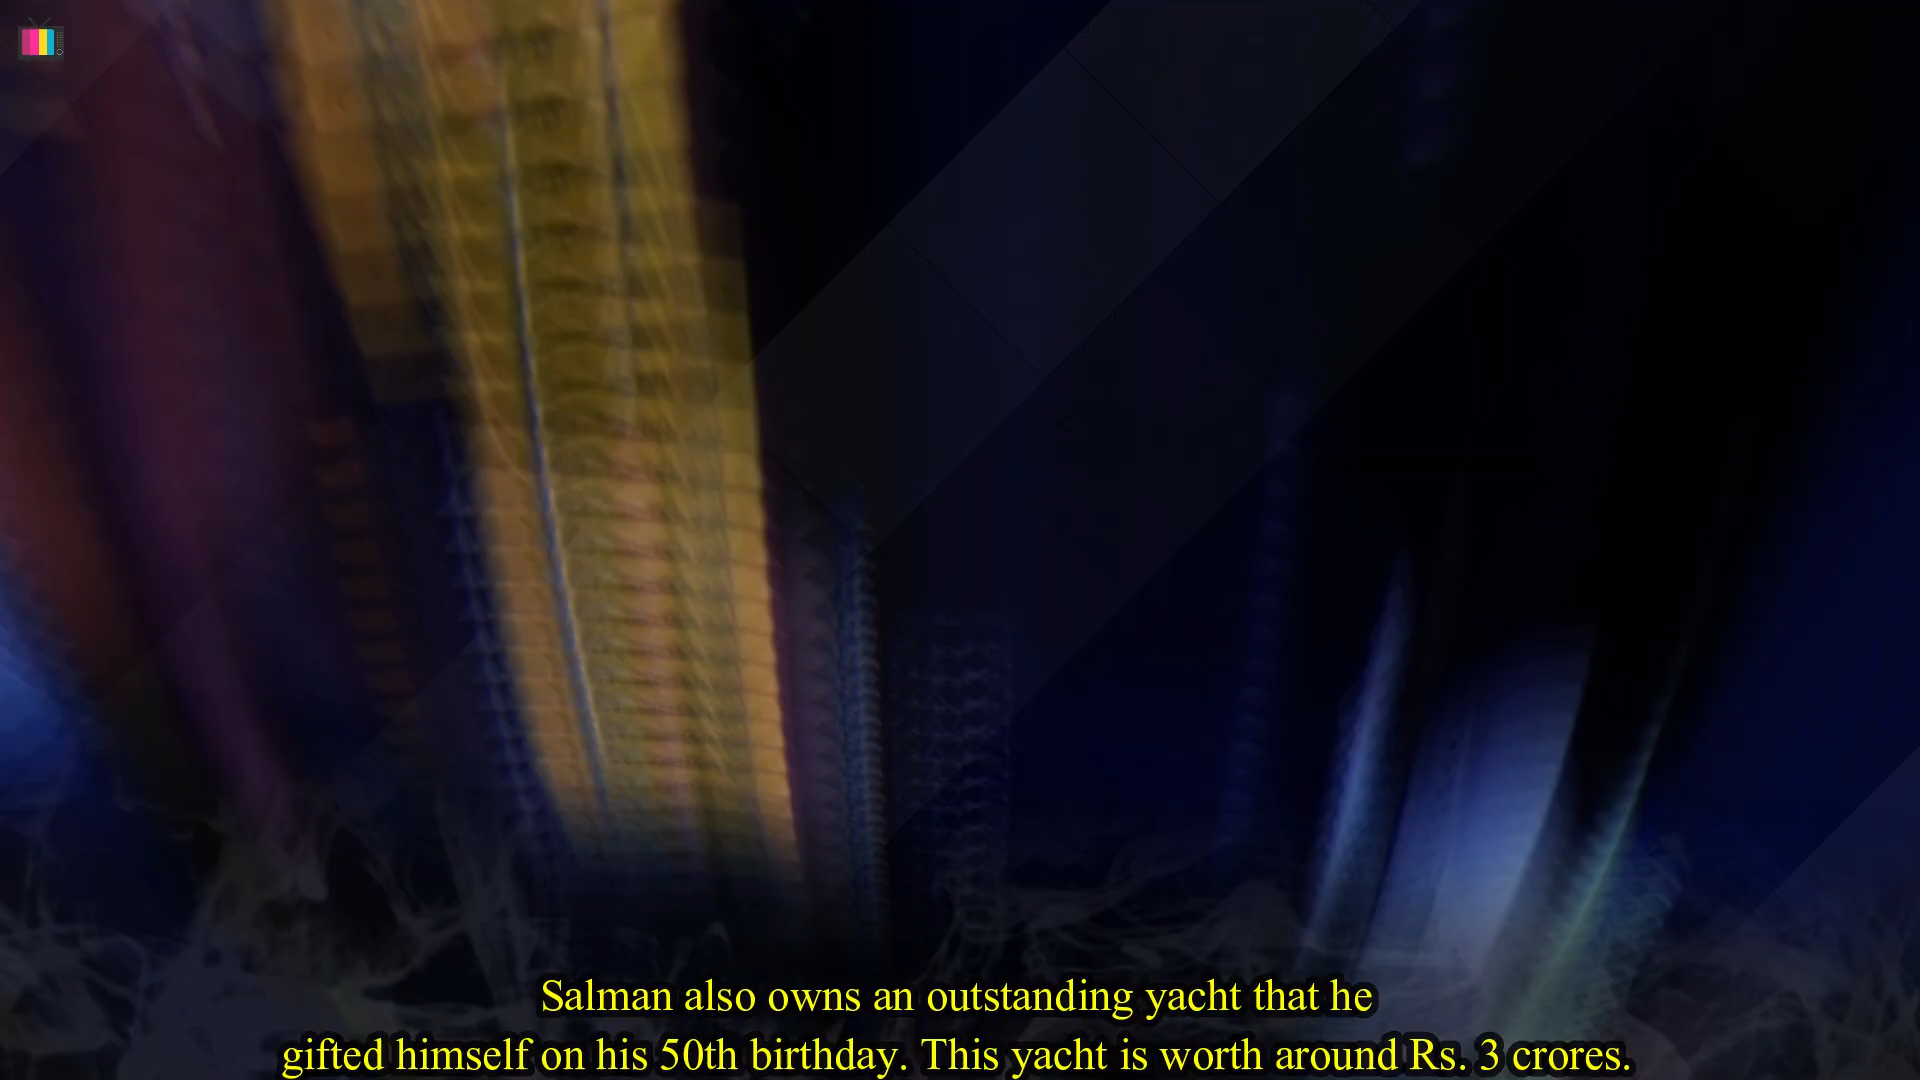 Salman also owns an outstanding yacht that he
gifted himself on his 50th birthday. This yacht is worth around Rs. 3 crores.